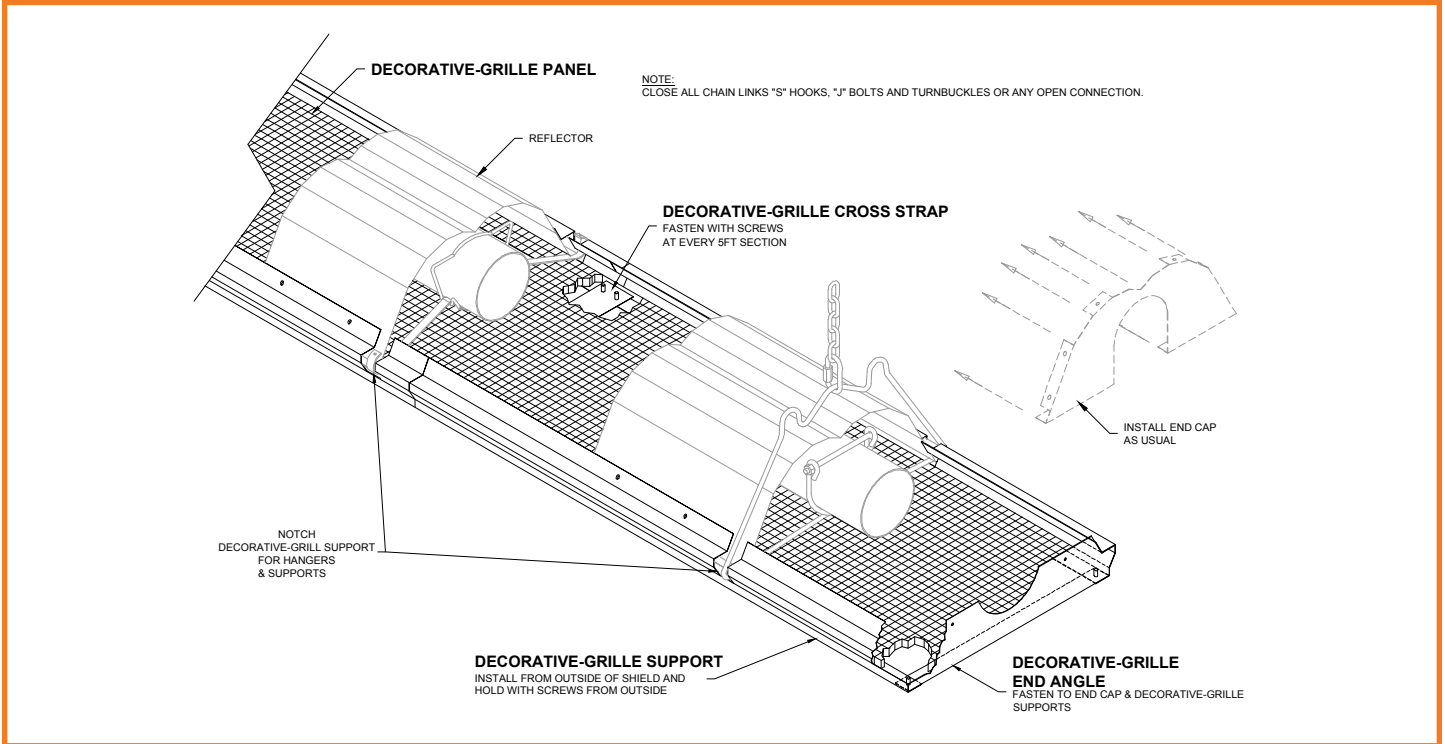 DECORATIVE-GRILLE PANEL
NOTE:
CLOSE ALL CHAIN LINKS "S" HOOKS, "J" BOLTS AND TURNBUCKLES OR ANY OPEN CONNECTION.
REFLECTOR
DECORATIVE-GRILLE CROSS STRAP
FASTEN WITH SCREWS
AT EVERY 5FT SECTION
INSTALL END CAP
AS USUAL
NOTCH
DECORATIVE-GRILL SUPPORT
FOR HANGERS
& SUPPORTS
DECORATIVE-GRILLE SUPPORT
INSTALL FROM OUTSIDE OF SHIELD AND
HOLD WITH SCREWS FROM OUTSIDE
DECORATIVE-GRILLE
END ANGLE
FASTEN TO END CAP & DECORATIVE-GRILLE
SUPPORTS